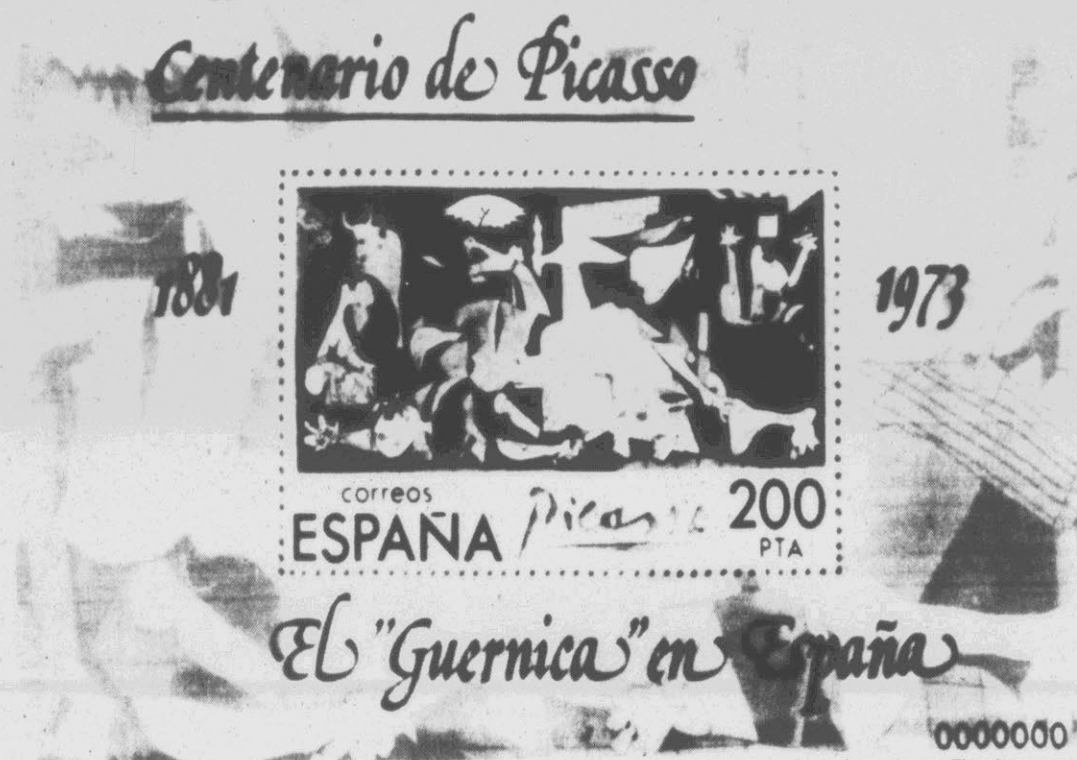 Centenario de Picasso
1881
1973
correos
ESPAÑA
Picasso
200
PTA
El "Guernica" en España
0000000